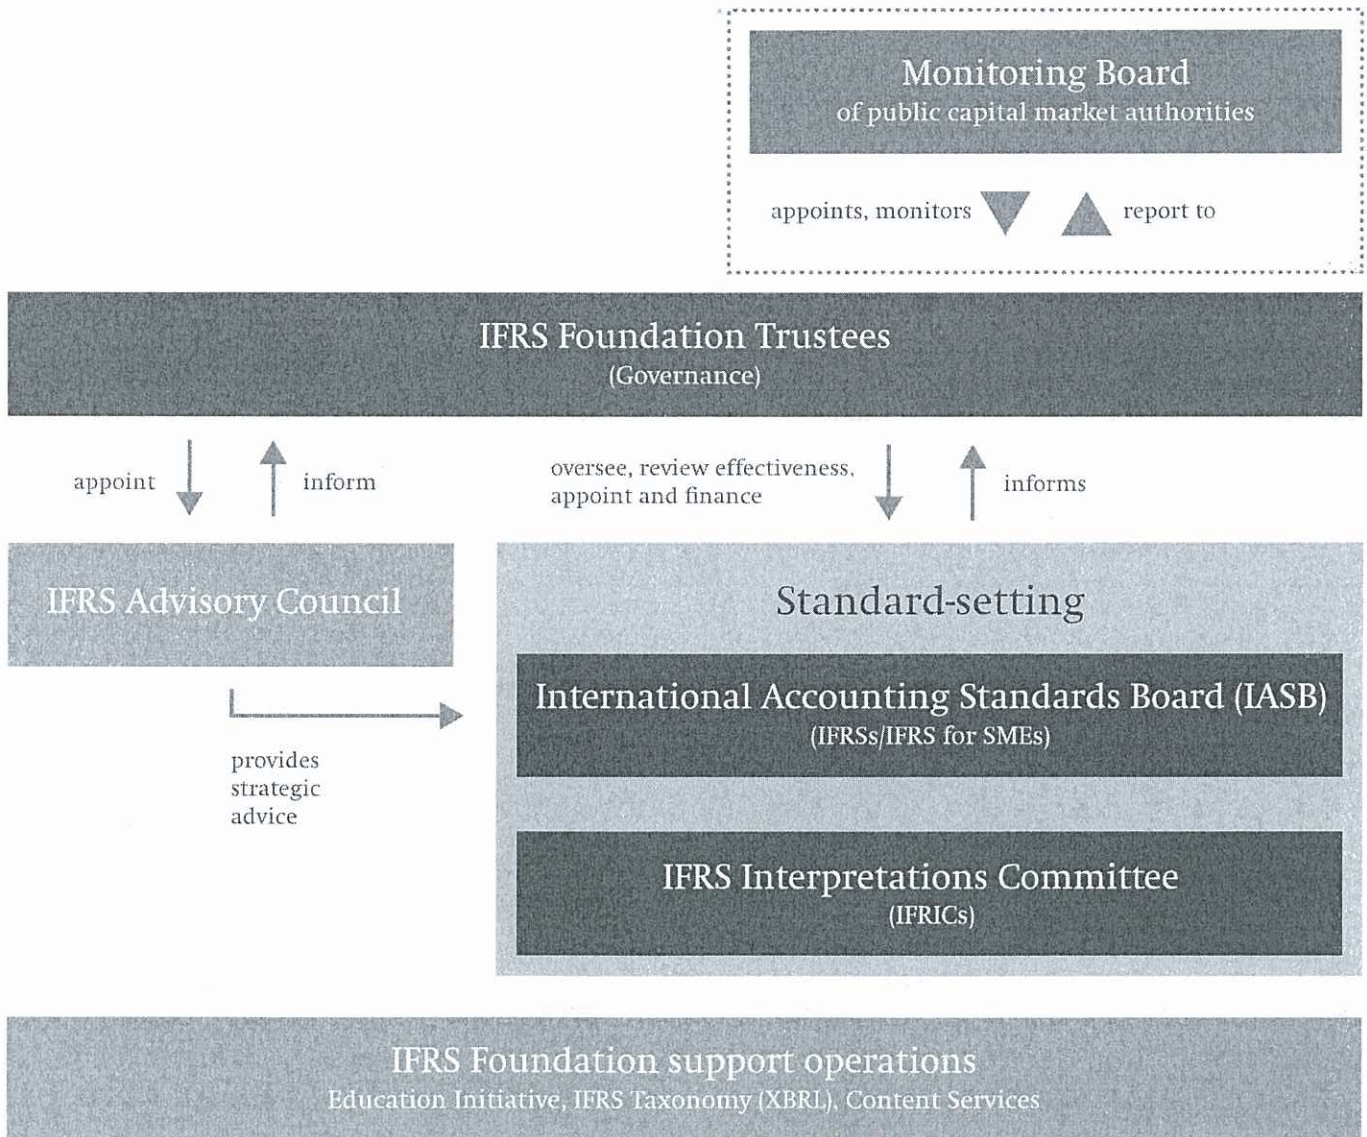 Monitoring Board
of public capital market authorities
appoints, monitors
report to
IFRS Foundation Trustees
(Governance)
appoint
inform
oversee, review effectiveness,
appoint and finance
informs
IFRS Advisory Council
Standard-setting
International Accounting Standards Board (IASB)
(IFRSs/IFRS for SMEs)
provides
strategic
advice
IFRS Interpretations Committee
(IFRICs)
IFRS Foundation support operations
Education Initiative, IFRS Taxonomy (XBRL), Content Services